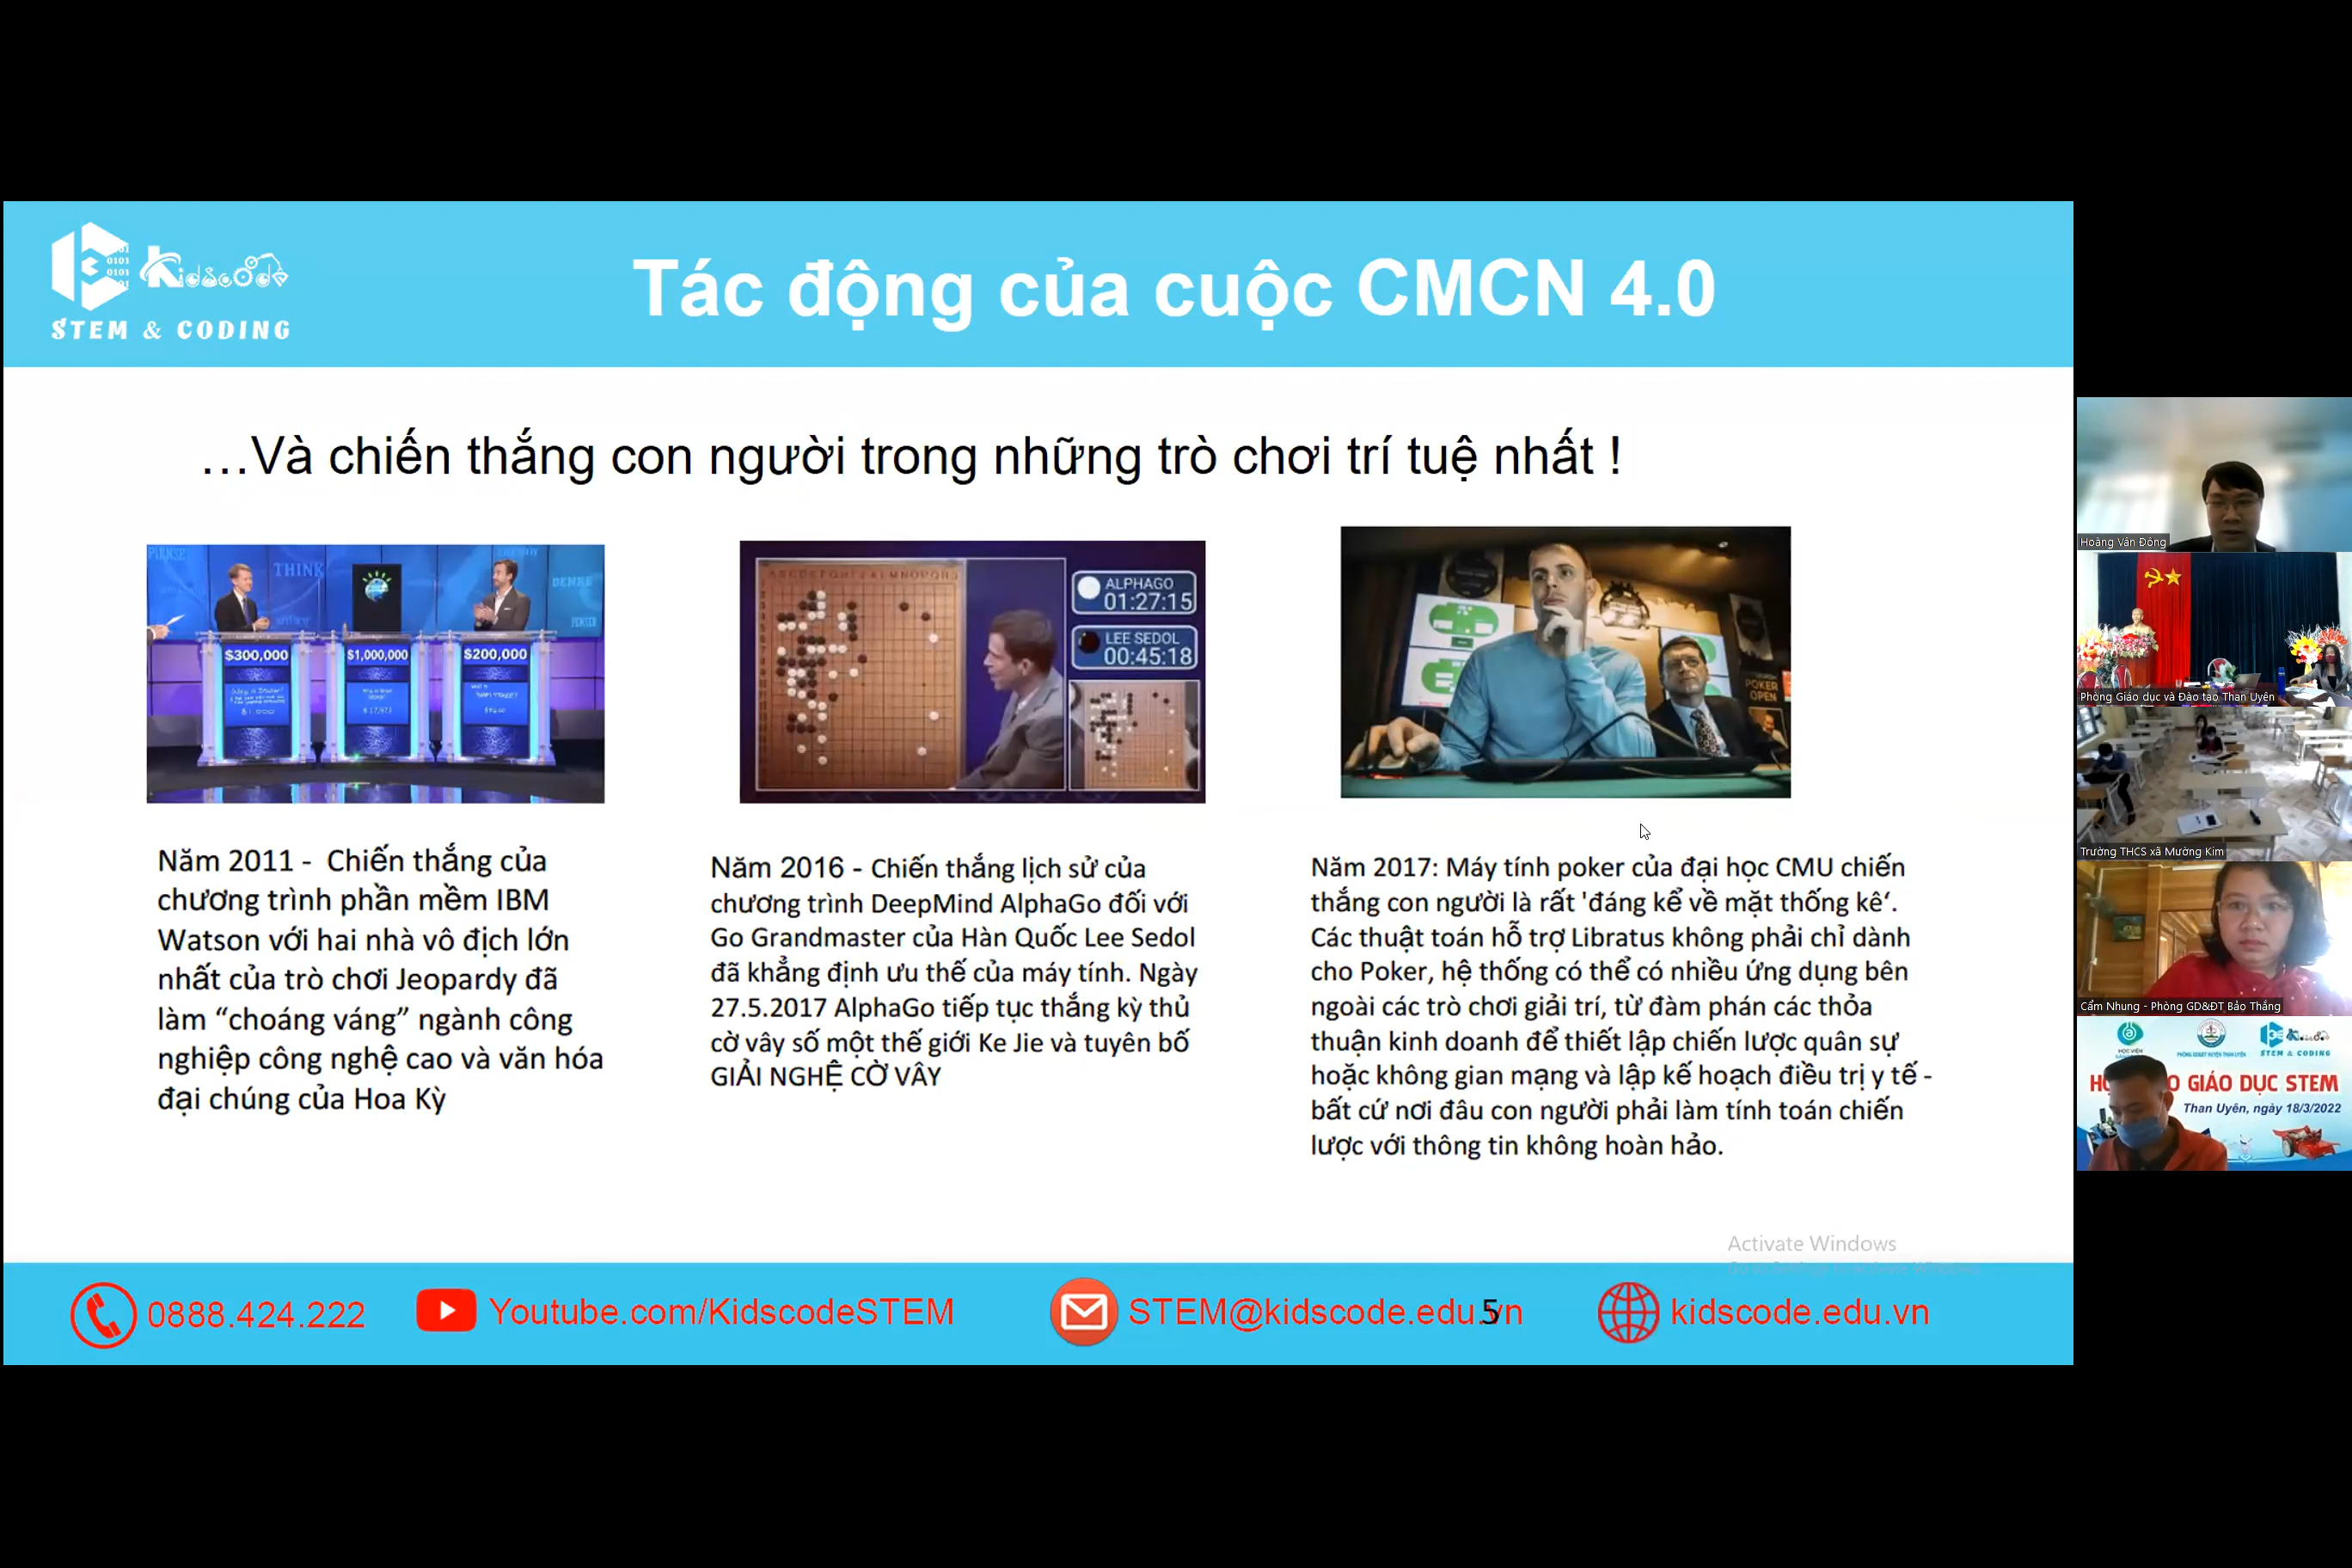 Kidscode
STEM & CODING
Tác động của cuộc CMCN 4.0
...Và chiến thắng con người trong những trò chơi trí tuệ nhất !
THINK
$300,000
$1,000,000
$200,000
ALPHAGO
01:27:15
LEE SEDOL
00:45:18
POKER
OPEN
Năm 2011 - Chiến thắng của
chương trình phần mềm IBM
Watson với hai nhà vô địch lớn
nhất của trò chơi Jeopardy đã
làm “choáng váng” ngành công
nghiệp công nghệ cao và văn hóa
đại chúng của Hoa Kỳ
Năm 2016 - Chiến thắng lịch sử của
chương trình DeepMind AlphaGo đối với
Go Grandmaster của Hàn Quốc Lee Sedol
đã khẳng định ưu thế của máy tính. Ngày
27.5.2017 AlphaGo tiếp tục thắng kỳ thủ
cờ vây số một thế giới Ke Jie và tuyên bố
GIẢI NGHỆ CỜ VÂY
Năm 2017: Máy tính poker của đại học CMU chiến
thắng con người là rất 'đáng kể về mặt thống kê‘.
Các thuật toán hỗ trợ Libratus không phải chỉ dành
cho Poker, hệ thống có thể có nhiều ứng dụng bên
ngoài các trò chơi giải trí, từ đàm phán các thỏa
thuận kinh doanh để thiết lập chiến lược quân sự
hoặc không gian mạng và lập kế hoạch điều trị y tế -
bất cứ nơi đâu con người phải làm tính toán chiến
lược với thông tin không hoàn hảo.
Activate Windows
0888.424.222
Youtube.com/KidscodeSTEM
STEM@kidscode.edu.vn
5
kidscode.edu.vn
Hoàng Vân Đông
Phòng Giáo dục và Đào tạo Than Uyên
Trường THCS xã Mường Kim
Cẩm Nhung - Phòng GD&ĐT Bảo Thắng
STEM & CODING
O GIÁO DỤC STEM
Than Uyên, ngày 18/3/2022